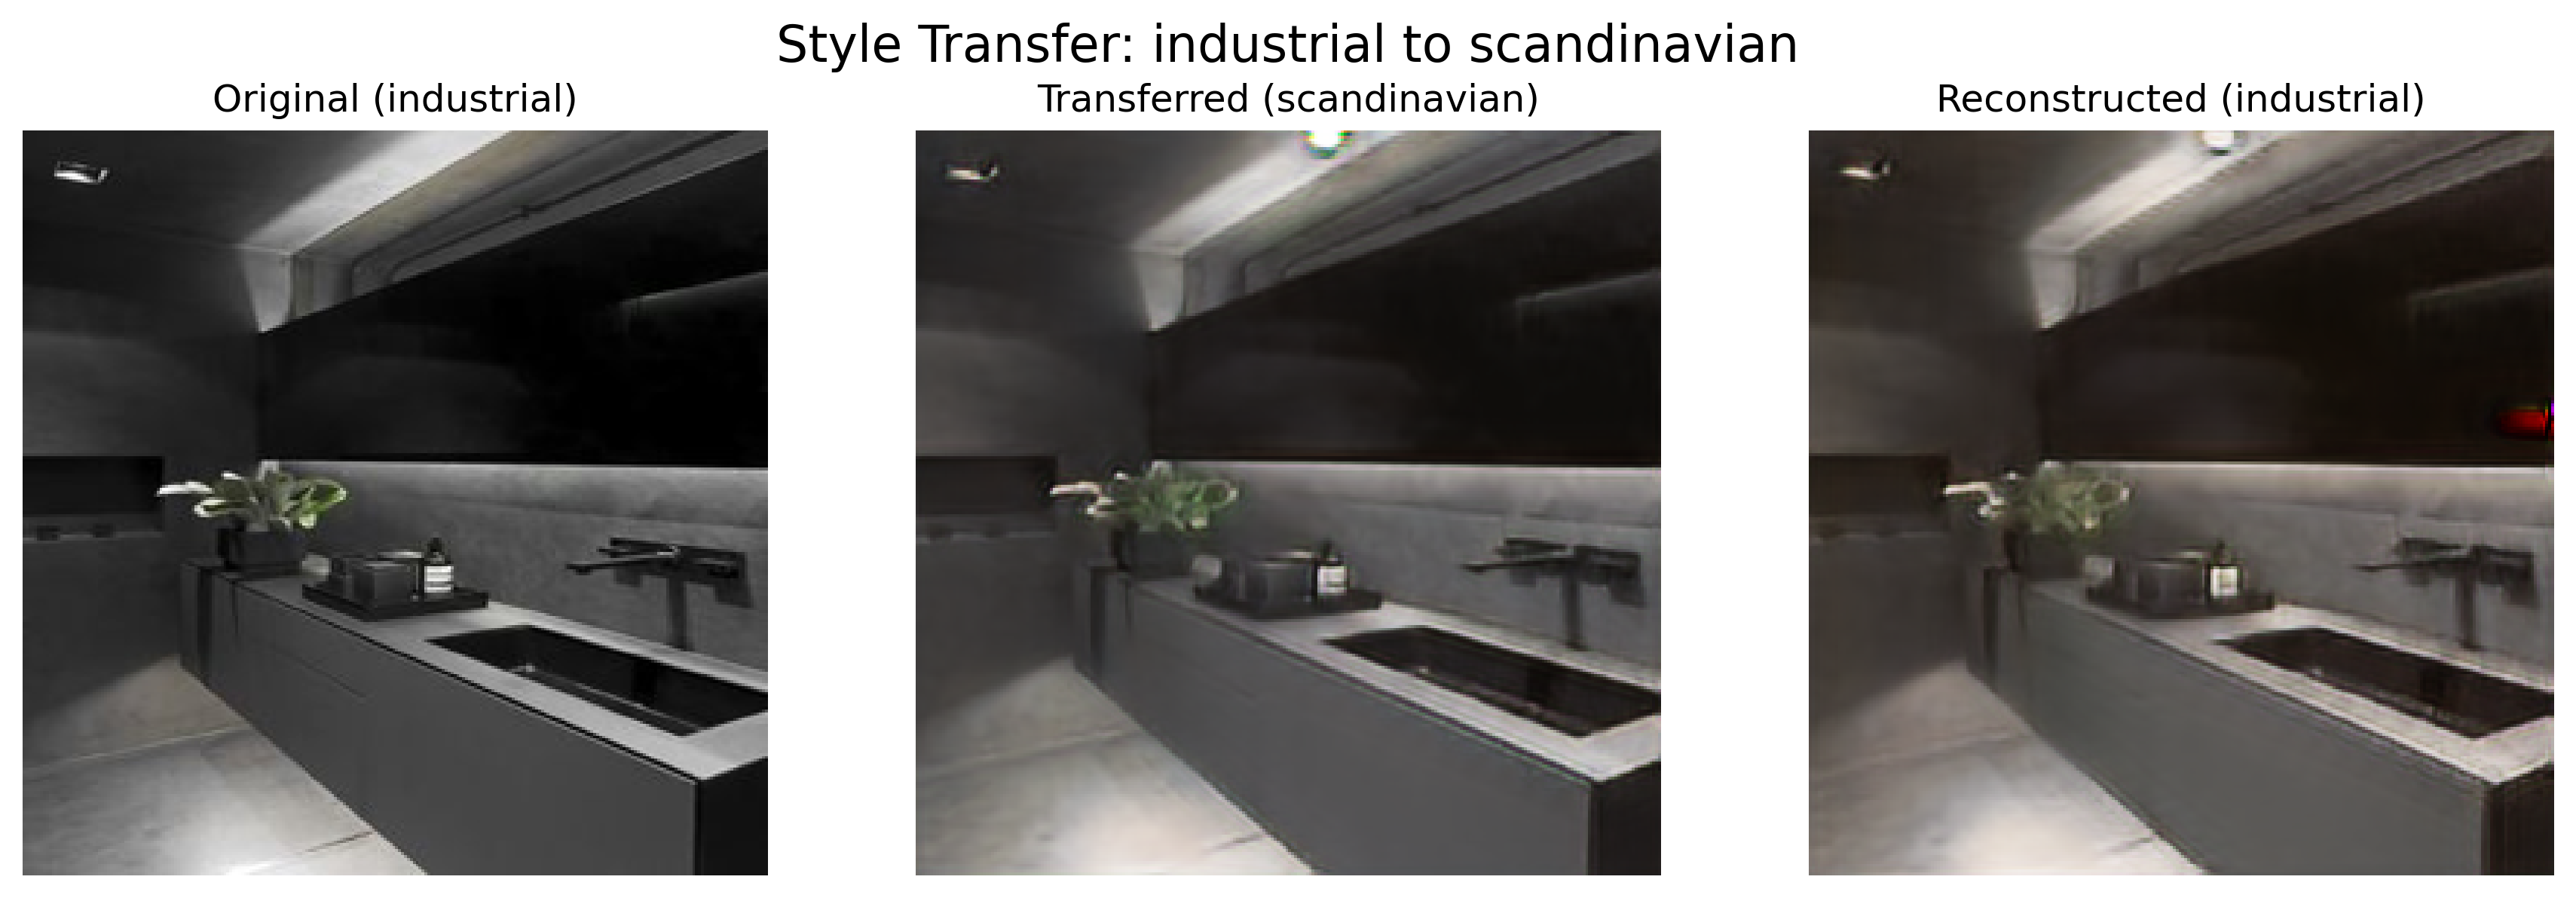 Style Transfer: industrial to scandinavian
Original (industrial)
Transferred (scandinavian)
Reconstructed (industrial)